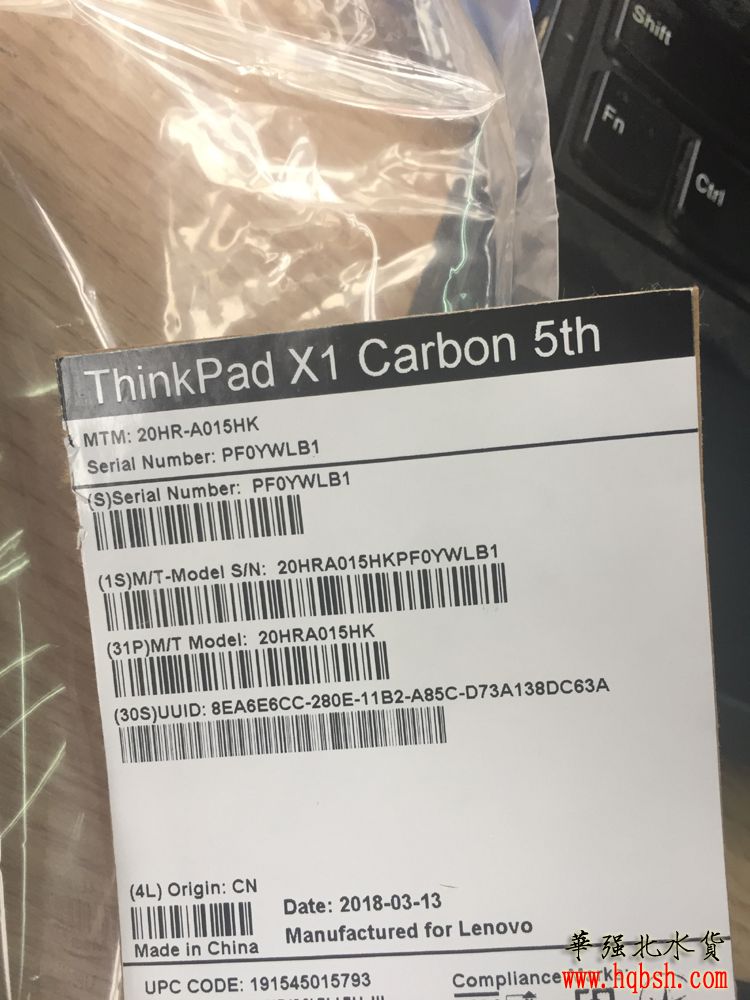 Shift
Fn
Ctrl
ThinkPad X1 Carbon 5th
MTM: 20HR-A015HK
Serial Number: PF0YWLB1
(S)Serial Number: PF0YWLB1
(1S)M/T-Model S/N: 20HRA015HKPF0YWLB1
(31P)M/T Model: 20HRA015HK
(30S)UUID: 8EA6E6CC-280E-11B2-A85C-D73A138DC63A
(4L) Origin: CN
Date: 2018-03-13
Made in China
Manufactured for Lenovo
華强北水貨
UPC CODE: 191545015793
Compliance
www.hqbsh.com